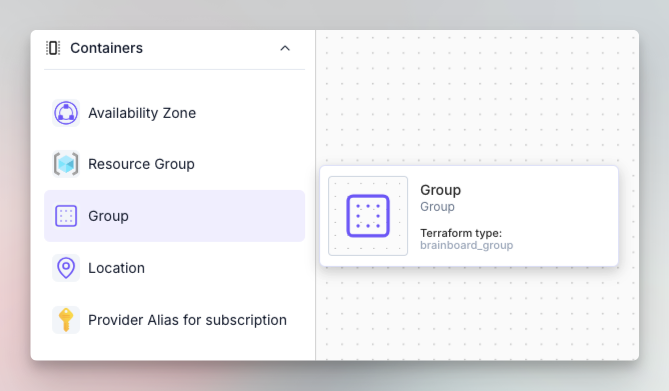 Containers
Availability Zone
Resource Group
Group
Location
Provider Alias for subscription
Group
Group
Terraform type:
brainboard_group